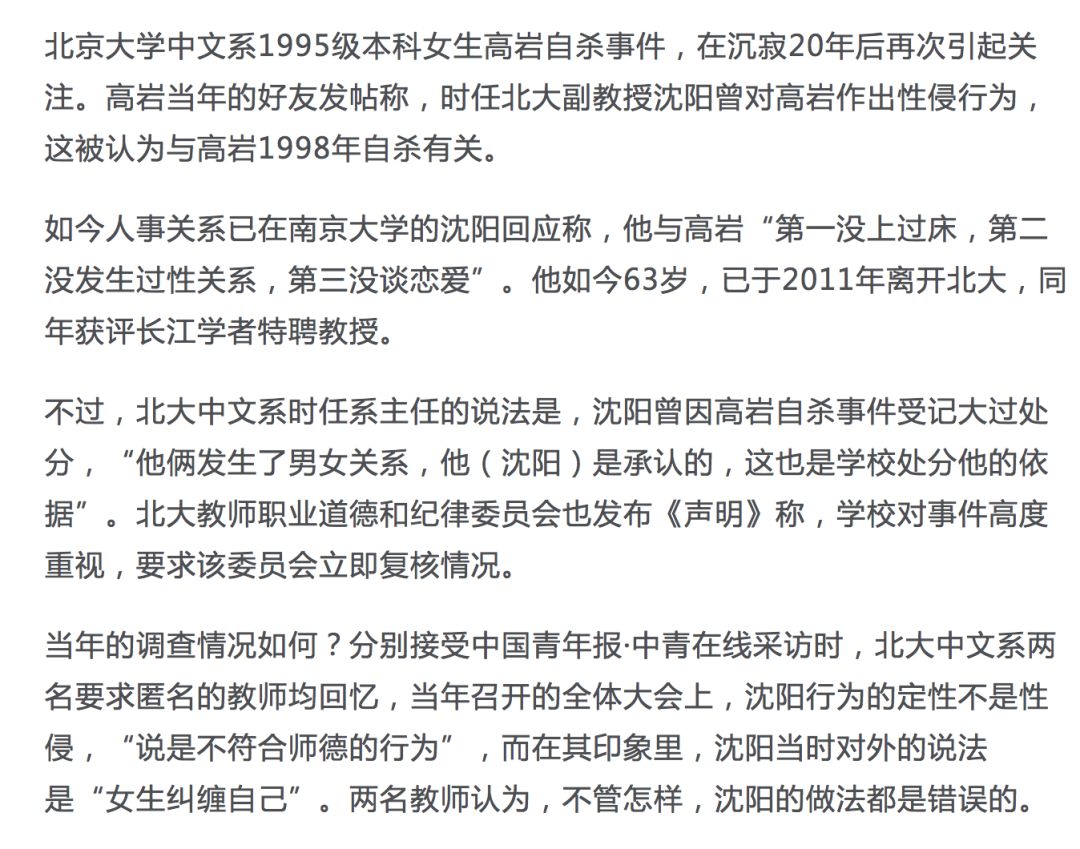 北京大学中文系1995级本科女生高岩自杀事件，在沉寂20年后再次引起关
注。高岩当年的好友发帖称，时任北大副教授沈阳曾对高岩作出性侵行为，
这被认为与高岩1998年自杀有关。
如今人事关系已在南京大学的沈阳回应称，他与高岩“第一没上过床，第二
没发生过性关系，第三没谈恋爱”。他如今63岁，已于2011年离开北大，同
年获评长江学者特聘教授。
不过，北大中文系时任系主任的说法是，沈阳曾因高岩自杀事件受记大过处
分，“他俩发生了男女关系，他（沈阳）是承认的，这也是学校处分他的依
据”。北大教师职业道德和纪律委员会也发布《声明》称，学校对事件高度
重视，要求该委员会立即复核情况。
当年的调查情况如何？分别接受中国青年报·中青在线采访时，北大中文系两
名要求匿名的教师均回忆，当年召开的全体大会上，沈阳行为的定性不是性
侵，“说是不符合师德的行为”，而在其印象里，沈阳当时对外的说法
是“女生纠缠自己”。两名教师认为，不管怎样，沈阳的做法都是错误的。